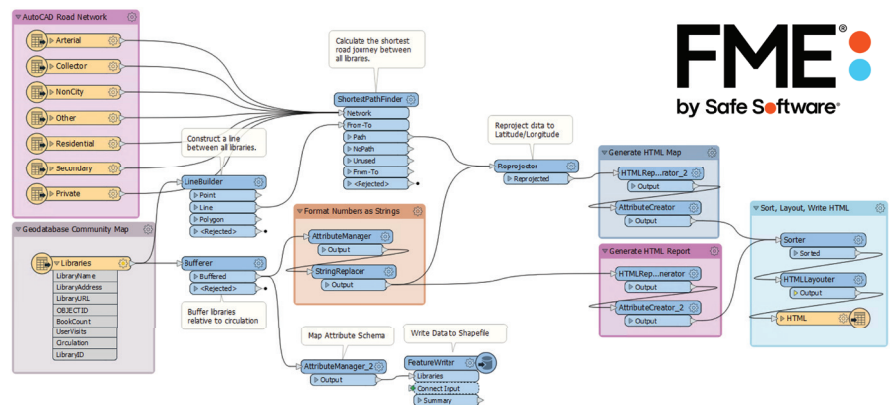 AutoCAD Road Network
Arterial
Collector
NonCity
Other
Residential
Secondary
Private
Geodatabase Community Map
Libraries
LibraryName
LibraryAddress
LibraryURL
OBJECTID
BookCount
UserVisits
Circulation
LibraryID
Construct a line
between all libraries.
LineBuilder
Point
Line
Polygon
<Rejected>
Bufferer
Buffered
<Rejected>
Buffer libraries
relative to circulation
Calculate the shortest
road journey between
all libraries.
ShortestPathFinder
Network
From-To
Path
NoPath
Unused
From-To
<Rejected>
Format Numbers as Strings
AttributeManager
Output
StringReplacer
Output
Map Attribute Schema
AttributeManager_2
Output
Write Data to Shapefile
FeatureWriter
Libraries
Connect Input
Summary
Reproject data to
Latitude/Longitude
Reprojector
Reprojected
Generate HTML Map
HTMLRep...rator_2
Output
AttributeCreator
Output
Generate HTML Report
HTMLRep...nerator
Output
AttributeCreator_2
Output
Sort, Layout, Write HTML
Sorter
Sorted
HTMLLayouter
Output
HTML
FME®
by Safe Software